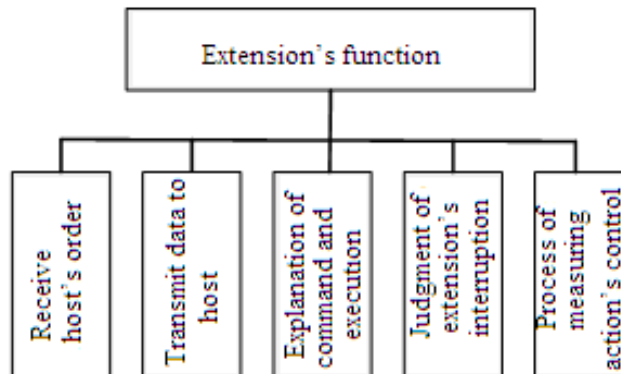 Extension's function
Receive
host's order
Transmit data to
host
Explanation of
command and
execution
Judgment of
extension's
interruption
Process of
measuring
action's control